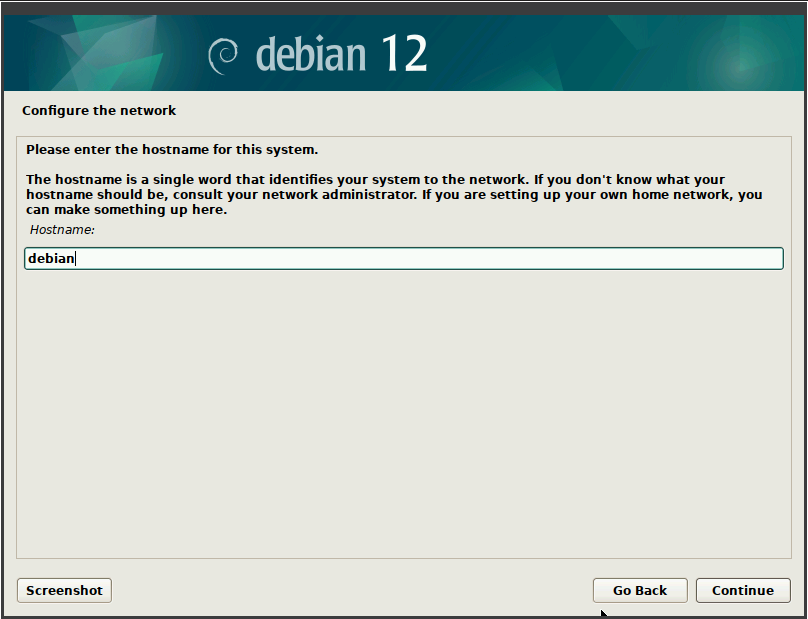 debian 12
Configure the network
Please enter the hostname for this system.
The hostname is a single word that identifies your system to the network. If you don't know what your
hostname should be, consult your network administrator. If you are setting up your own home network, you
can make something up here.
Hostname:
debian
Screenshot
Go Back
Continue